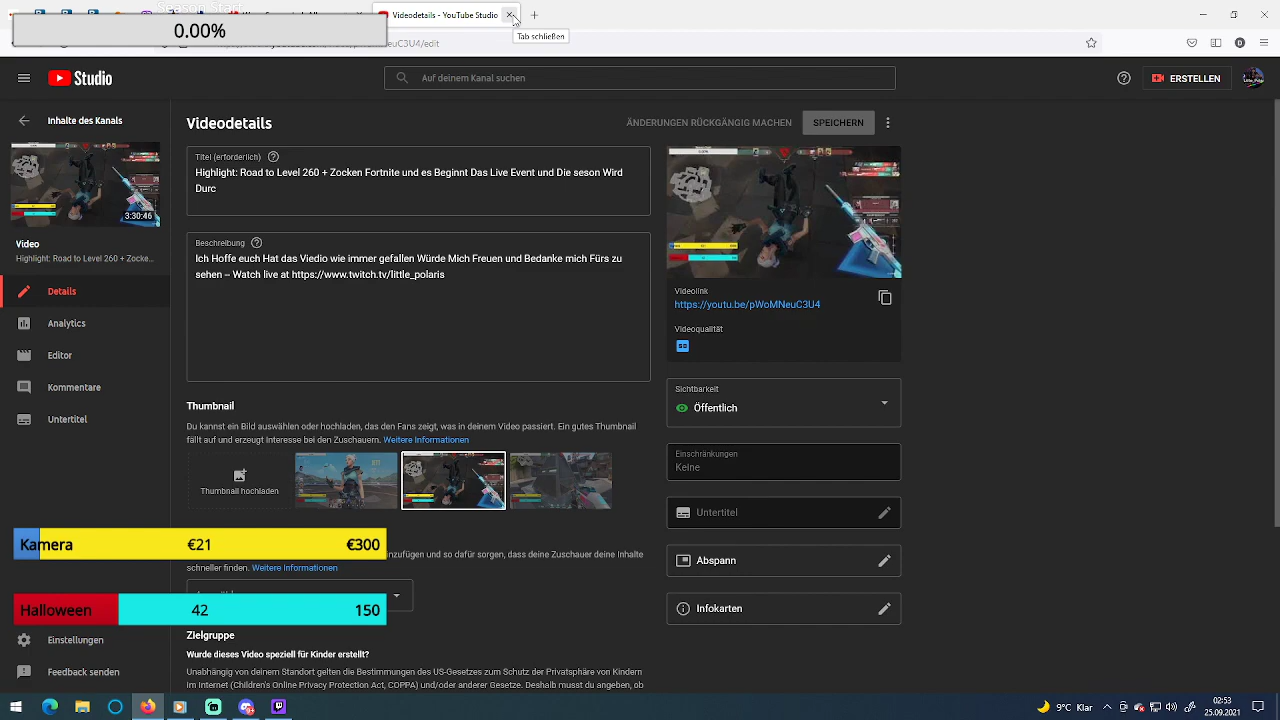 Season start
0.00%
Videodetails - YouTube Studio
Tab schließen
euC3U4/edit
Studio
Auf deinem Kanal suchen
ERSTELLEN
Inhalte des Kanals
3:30:46
Video
Highlight: Road to Level 260 + Zocke...
Details
Analytics
Editor
Kommentare
Untertitel
Einstellungen
Feedback senden
Videodetails
ÄNDERUNGEN RÜCKGÄNGIG MACHEN
SPEICHERN
Titel (erforderlich)
Highlight: Road to Level 260 + Zocken Fortnite und es Beginnt Das Live Event und Die seson Wird
Durc
Beschreibung
Ich Hoffe euch Hat das Viedio wie immer gefallen Würde Mich Freuen und Bedanke mich Fürs zu
sehen – Watch live at https://www.twitch.tv/little_polaris
Thumbnail
Du kannst ein Bild auswählen oder hochladen, das den Fans zeigt, was in deinem Video passiert. Ein gutes Thumbnail
fällt auf und erzeugt Interesse bei den Zuschauern. Weitere Informationen
Thumbnail hochladen
Kamera €21 €300
inzufügen und so dafür sorgen, dass deine Zuschauer deine Inhalte
schneller finden. Weitere Informationen
Halloween 42 150
Zielgruppe
Wurde dieses Video speziell für Kinder erstellt?
Unabhängig von deinem Standort gelten die Bestimmungen des US-Gesetzes zum Schutz der Privatsphäre von Kindern
im Internet (Children's Online Privacy Protection Act, COPPA) und/oder anderer Gesetze. Deshalb musst du angeben, ob
Videolink
https://youtu.be/pWoMNeuC3U4
Videoqualität
SD
Sichtbarkeit
Öffentlich
Einschränkungen
Keine
Untertitel
Abspann
Infokarten
9°C Klar
02:53
25.09.2021